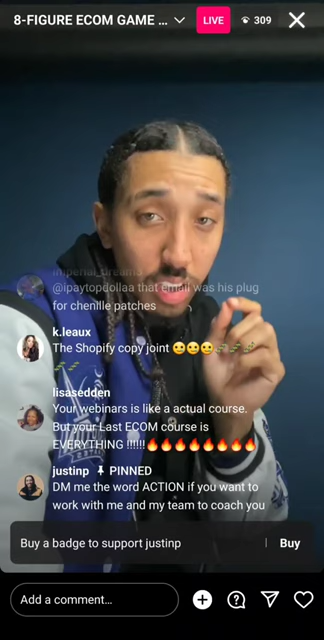 8-FIGURE ECOM GAME ...
LIVE
309
imperial_dream5
@ipaytopdollaa that email was his plug
for chenille patches
k.leaux
The Shopify copy joint 😬😬😬🐍🐍🐍
🐍🐍
lisasedden
Your webinars is like a actual course.
But your Last ECOM course is
EVERYTHING !!!!!!🔥🔥🔥🔥🔥🔥🔥🔥
justinp 📌 PINNED
DM me the word ACTION if you want to
work with me and my team to coach you
Buy a badge to support justinp
Buy
Add a comment...